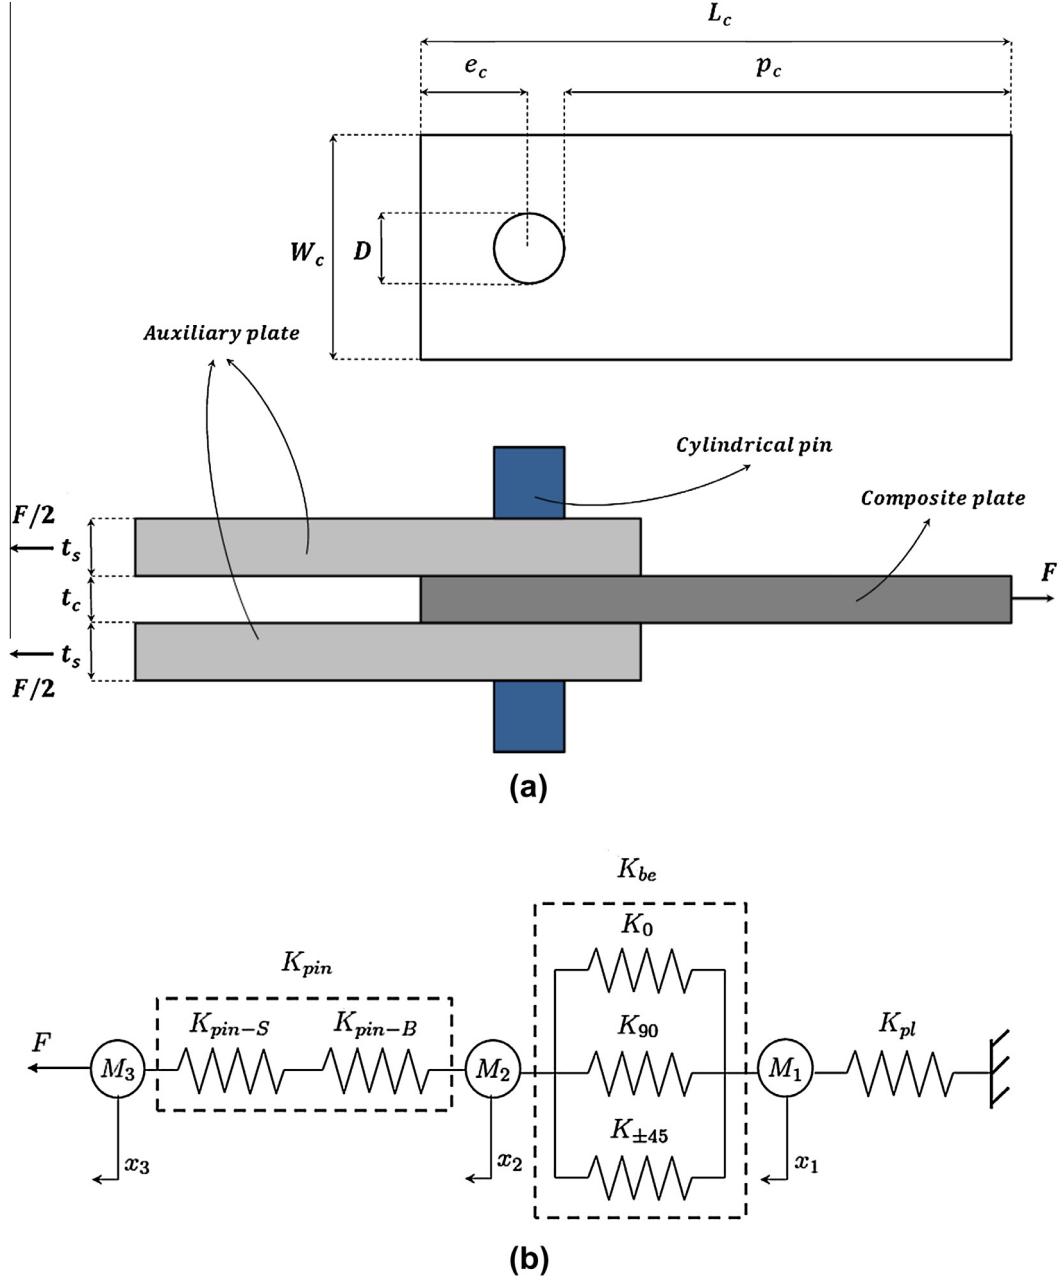 L_c
e_c p_c
W_c D
Auxiliary plate
Cylindrical pin
Composite plate
F/2
t_s
t_c
F
t_s
F/2
(a)
K_be
K_0
K_pin
K_pin−S K_pin−B K_90 K_pl
F M_3 M_2 M_1
K_±45
x_3 x_2 x_1
(b)